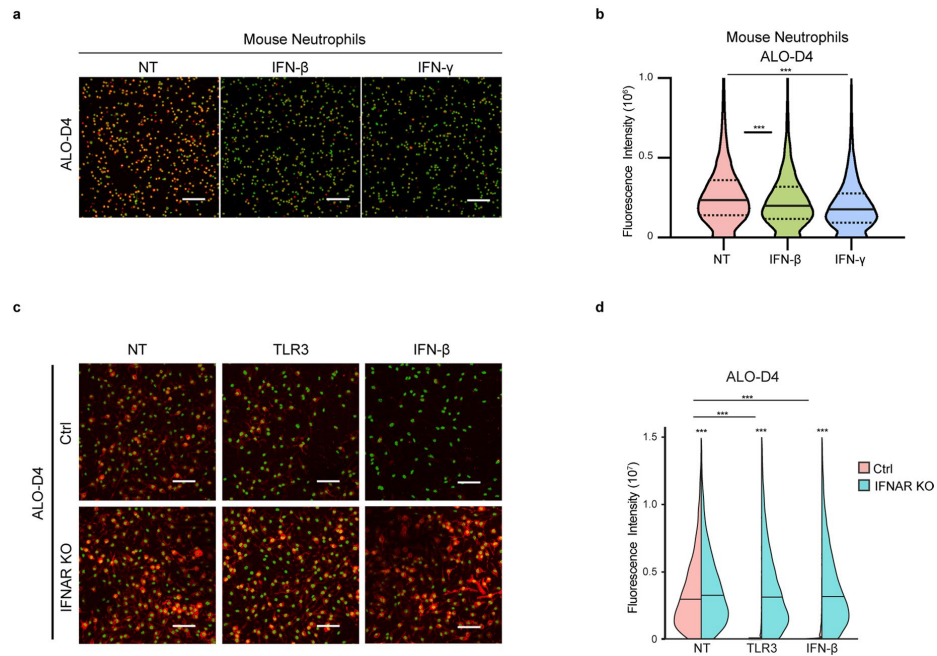 a
Mouse Neutrophils
NT IFN-β IFN-γ
ALO-D4
b
Mouse Neutrophils
ALO-D4
***
***
Fluorescence Intensity (10⁶)
1.0
0.5
0
NT IFN-β IFN-γ
c
NT TLR3 IFN-β
ALO-D4
Ctrl
IFNAR KO
d
ALO-D4
***
***
*** *** ***
Fluorescence Intensity (10⁷)
1.5
1.0
0.5
0
NT TLR3 IFN-β
Ctrl
IFNAR KO